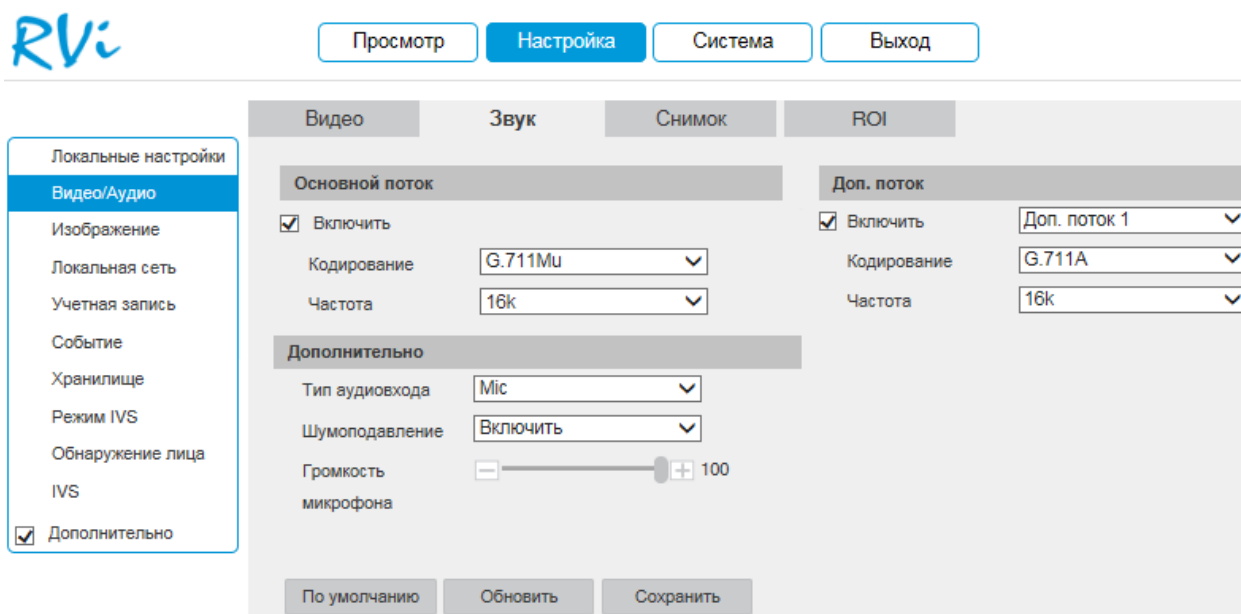 RVi
Просмотр
Настройка
Система
Выход
Видео
Звук
Снимок
ROI
Локальные настройки
Видео/Аудио
Изображение
Локальная сеть
Учетная запись
Событие
Хранилище
Режим IVS
Обнаружение лица
IVS
Дополнительно
Основной поток
Включить
Кодирование G.711Mu
Частота 16k
Доп. поток
Включить Доп. поток 1
Кодирование G.711A
Частота 16k
Дополнительно
Тип аудиовхода Mic
Шумоподавление Включить
Громкость 100
микрофона
По умолчанию
Обновить
Сохранить